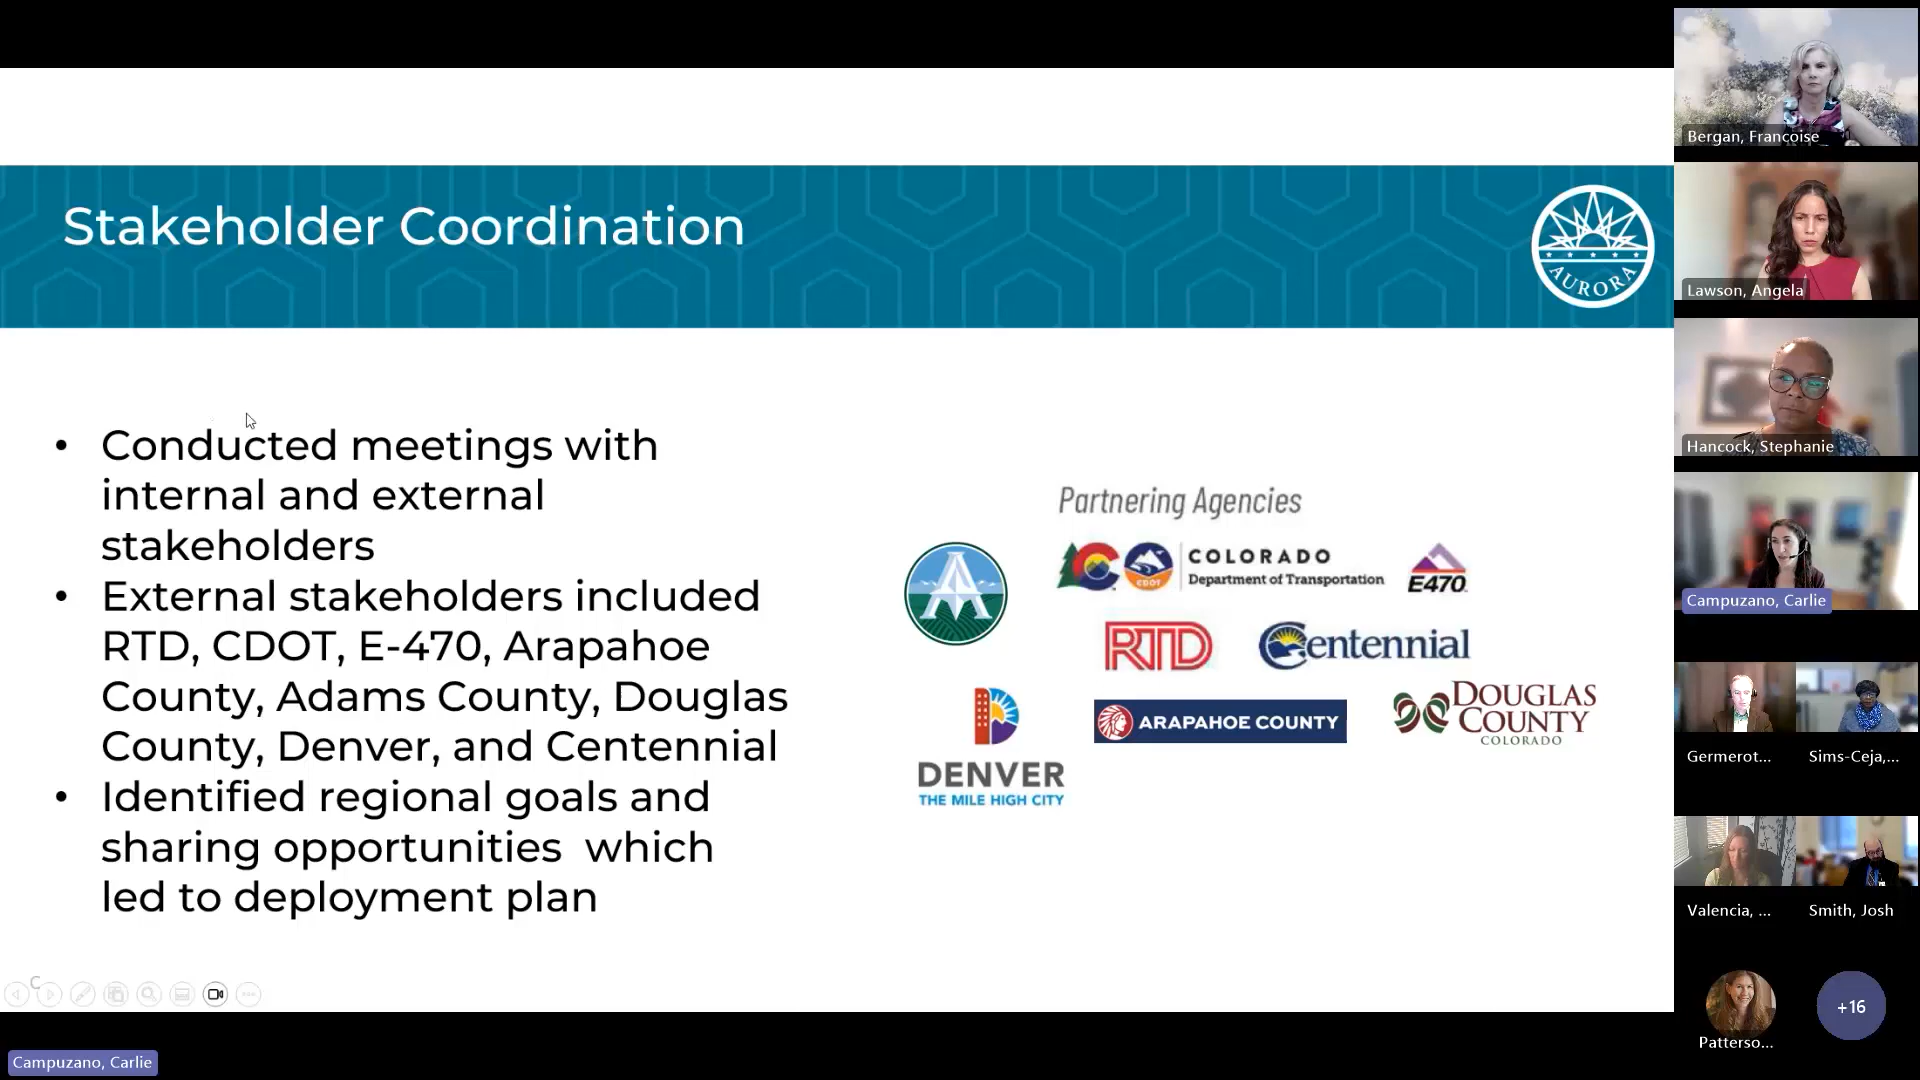 Stakeholder Coordination
AURORA
• Conducted meetings with
internal and external
stakeholders
• External stakeholders included
RTD, CDOT, E-470, Arapahoe
County, Adams County, Douglas
County, Denver, and Centennial
• Identified regional goals and
sharing opportunities  which
led to deployment plan
Partnering Agencies
A
C CDOT COLORADO
Department of Transportation
E470
RTD
Centennial
D
DENVER
THE MILE HIGH CITY
ARAPAHOE COUNTY
DOUGLAS
COUNTY
COLORADO
C
Campuzano, Carlie
Bergan, Francoise
Lawson, Angela
Hancock, Stephanie
Campuzano, Carlie
Germerot...
Sims-Ceja,...
Valencia, ...
Smith, Josh
Patterso...
+16